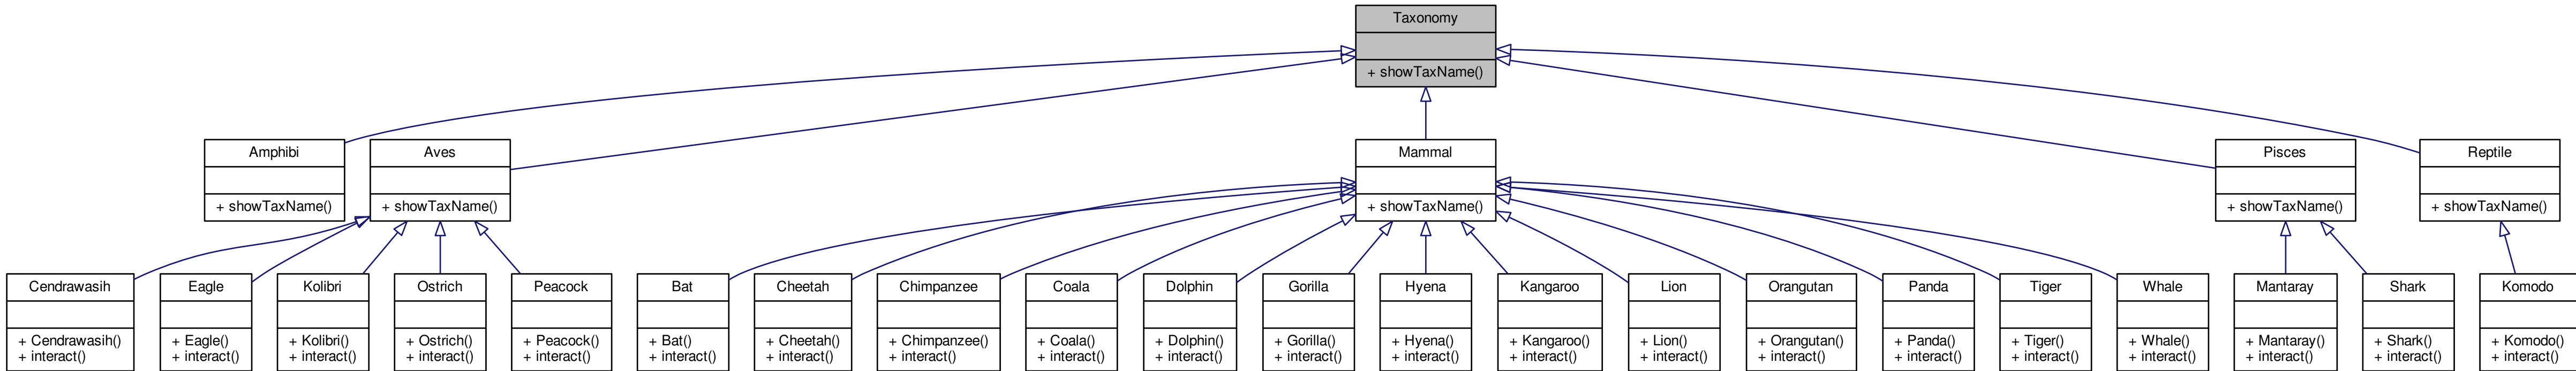 Taxonomy
+ showTaxName()
Amphibi
+ showTaxName()
Aves
+ showTaxName()
Mammal
+ showTaxName()
Pisces
+ showTaxName()
Reptile
+ showTaxName()
Cendrawasih
+ Cendrawasih()
+ interact()
Eagle
+ Eagle()
+ interact()
Kolibri
+ Kolibri()
+ interact()
Ostrich
+ Ostrich()
+ interact()
Peacock
+ Peacock()
+ interact()
Bat
+ Bat()
+ interact()
Cheetah
+ Cheetah()
+ interact()
Chimpanzee
+ Chimpanzee()
+ interact()
Coala
+ Coala()
+ interact()
Dolphin
+ Dolphin()
+ interact()
Gorilla
+ Gorilla()
+ interact()
Hyena
+ Hyena()
+ interact()
Kangaroo
+ Kangaroo()
+ interact()
Lion
+ Lion()
+ interact()
Orangutan
+ Orangutan()
+ interact()
Panda
+ Panda()
+ interact()
Tiger
+ Tiger()
+ interact()
Whale
+ Whale()
+ interact()
Mantaray
+ Mantaray()
+ interact()
Shark
+ Shark()
+ interact()
Komodo
+ Komodo()
+ interact()